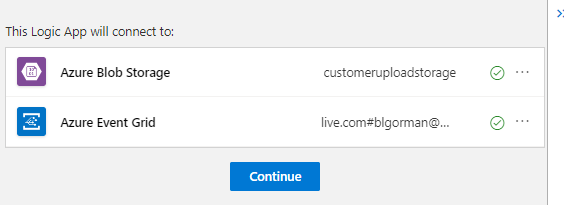 This Logic App will connect to:
Azure Blob Storage customeruploadstorage ...
Azure Event Grid live.com#blgorman@... ...
Continue